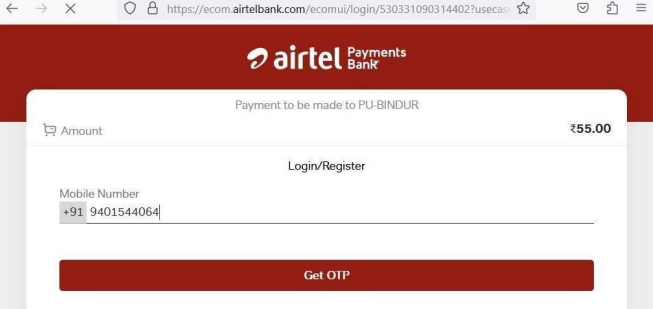 https://ecom.airtelbank.com/ecomui/login/530331090314402?usecas
airtel Payments Bank
Payment to be made to PU-BINDUR
Amount ₹55.00
Login/Register
Mobile Number
+91 9401544064
Get OTP